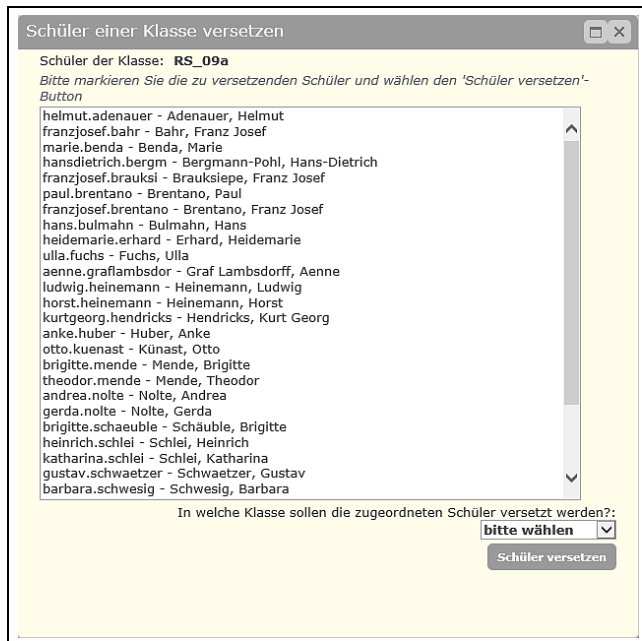 Schüler einer Klasse versetzen
Schüler der Klasse: RS_09a
Bitte markieren Sie die zu versetzenden Schüler und wählen den 'Schüler versetzen'-
Button
helmut.adenauer - Adenauer, Helmut
franzjosef.bahr - Bahr, Franz Josef
marie.benda - Benda, Marie
hansdietrich.bergm - Bergmann-Pohl, Hans-Dietrich
franzjosef.brauksi - Brauksiepe, Franz Josef
paul.brentano - Brentano, Paul
franzjosef.brentano - Brentano, Franz Josef
hans.bulmahn - Bulmahn, Hans
heidemarie.erhard - Erhard, Heidemarie
ulla.fuchs - Fuchs, Ulla
aenne.graflambsdor - Graf Lambsdorff, Aenne
ludwig.heinemann - Heinemann, Ludwig
horst.heinemann - Heinemann, Horst
kurtgeorg.hendricks - Hendricks, Kurt Georg
anke.huber - Huber, Anke
otto.kuenast - Künast, Otto
brigitte.mende - Mende, Brigitte
theodor.mende - Mende, Theodor
andrea.nolte - Nolte, Andrea
gerda.nolte - Nolte, Gerda
brigitte.schaeuble - Schäuble, Brigitte
heinrich.schlei - Schlei, Heinrich
katharina.schlei - Schlei, Katharina
gustav.schwaetzer - Schwaetzer, Gustav
barbara.schwesig - Schwesig, Barbara
In welche Klasse sollen die zugeordneten Schüler versetzt werden?:
bitte wählen
Schüler versetzen